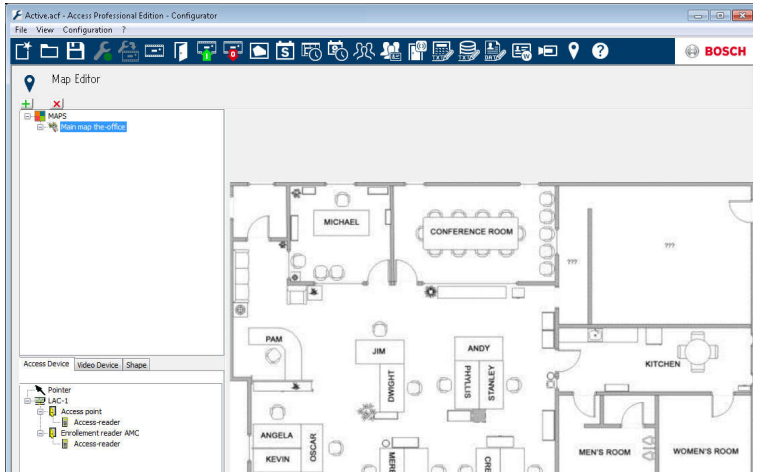 Active.acf - Access Professional Edition - Configurator
File View Configuration ?
BOSCH
Map Editor
MAPS
Main map the-office
MICHAEL
CONFERENCE ROOM
???
???
PAM
JIM
ANDY
KITCHEN
DWIGHT
PHYLLIS
STANLEY
Access Device Video Device Shape
Pointer
LAC-1
Access point
Access-reader
Enrollement reader AMC
Access-reader
ANGELA
OSCAR
KEVIN
MERE
CRE
MEN'S ROOM
WOMEN'S ROOM